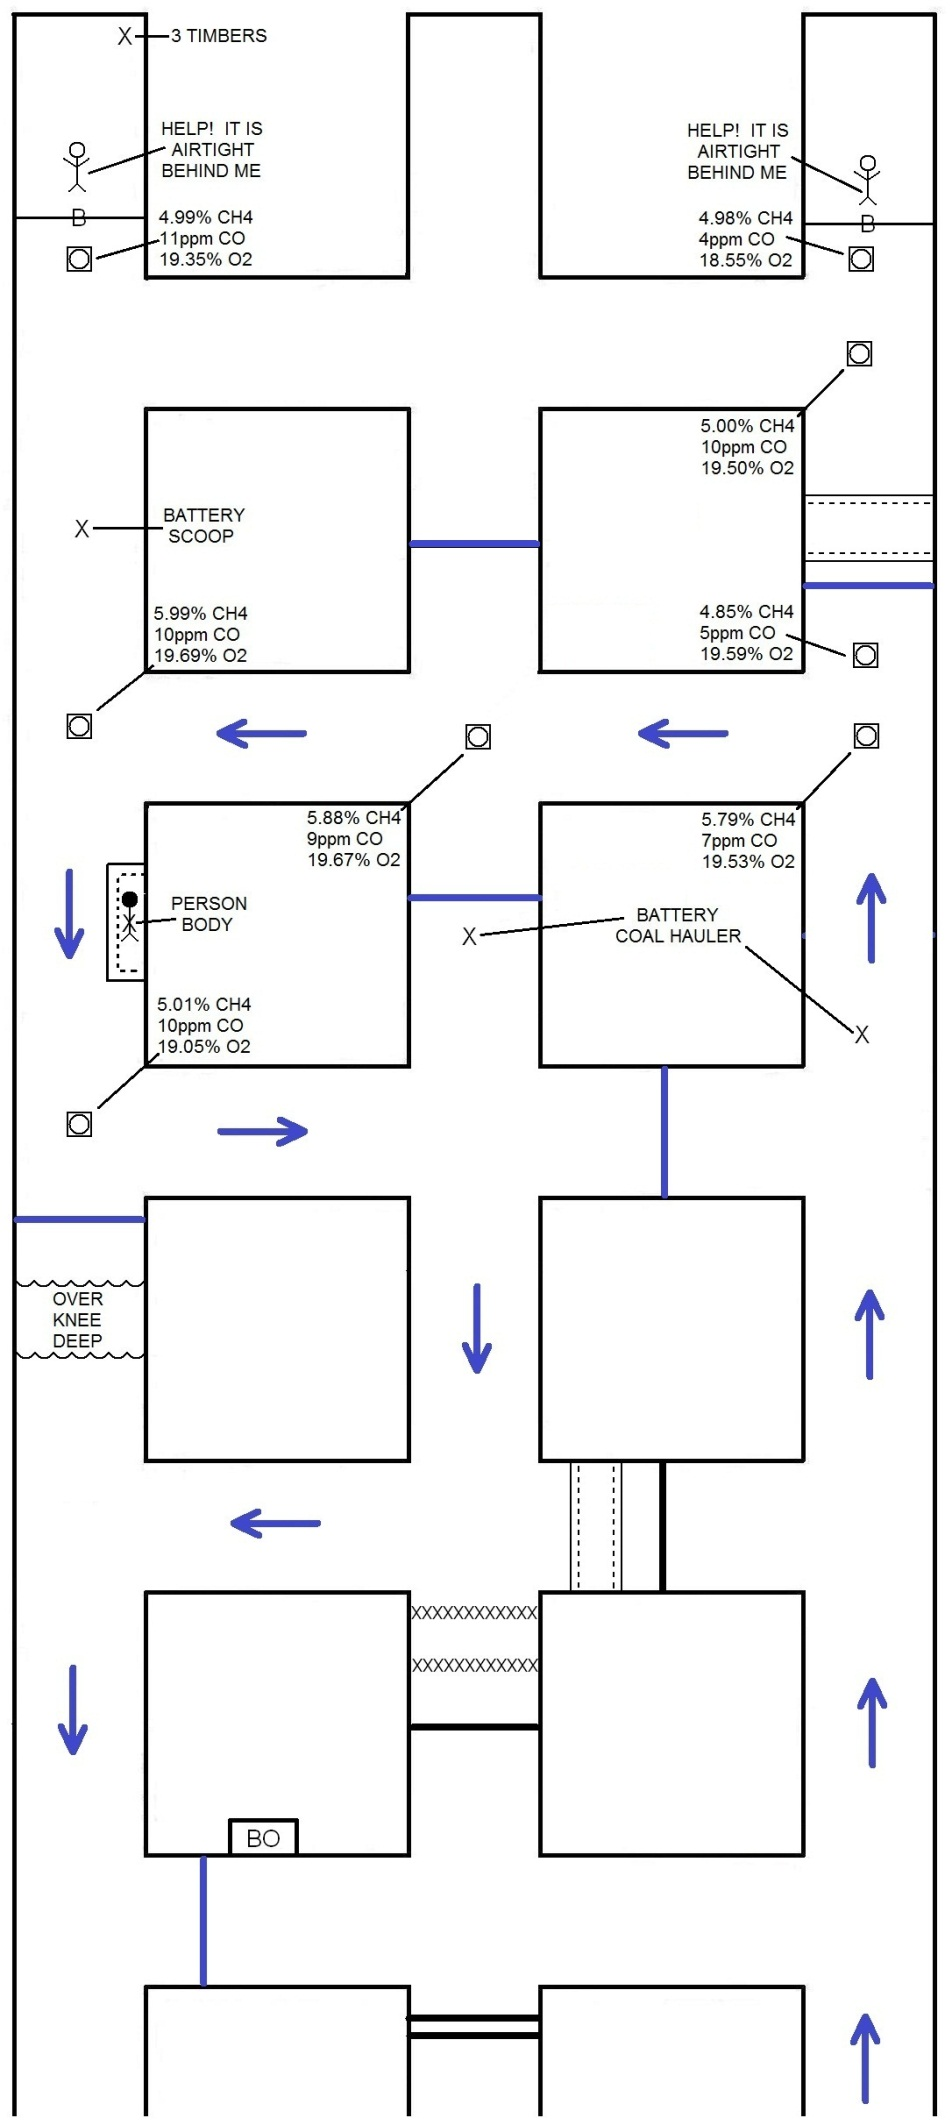 X
3 TIMBERS
HELP! IT IS
AIRTIGHT
BEHIND ME
HELP! IT IS
AIRTIGHT
BEHIND ME
B
4.99% CH4
11ppm CO
19.35% O2
4.98% CH4
4ppm CO
18.55% O2
B
5.00% CH4
10ppm CO
19.50% O2
X
BATTERY
SCOOP
5.99% CH4
10ppm CO
19.69% O2
4.85% CH4
5ppm CO
19.59% O2
5.88% CH4
9ppm CO
19.67% O2
5.79% CH4
7ppm CO
19.53% O2
X
PERSON
BODY
X
BATTERY
COAL HAULER
X
5.01% CH4
10ppm CO
19.05% O2
OVER
KNEE
DEEP
XXXXXXXXXXXX
XXXXXXXXXXXX
BO